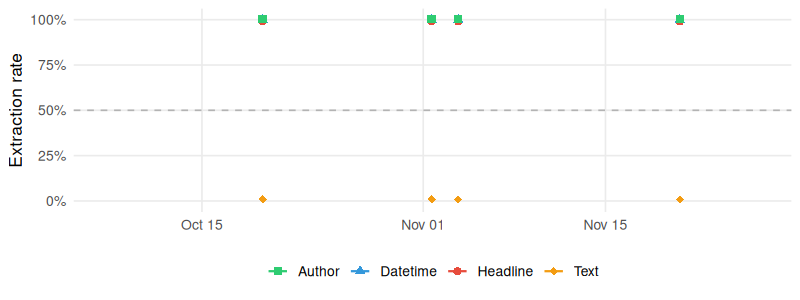 Extraction rate
100%
75%
50%
25%
0%
Oct 15 Nov 01 Nov 15
Author Datetime Headline Text